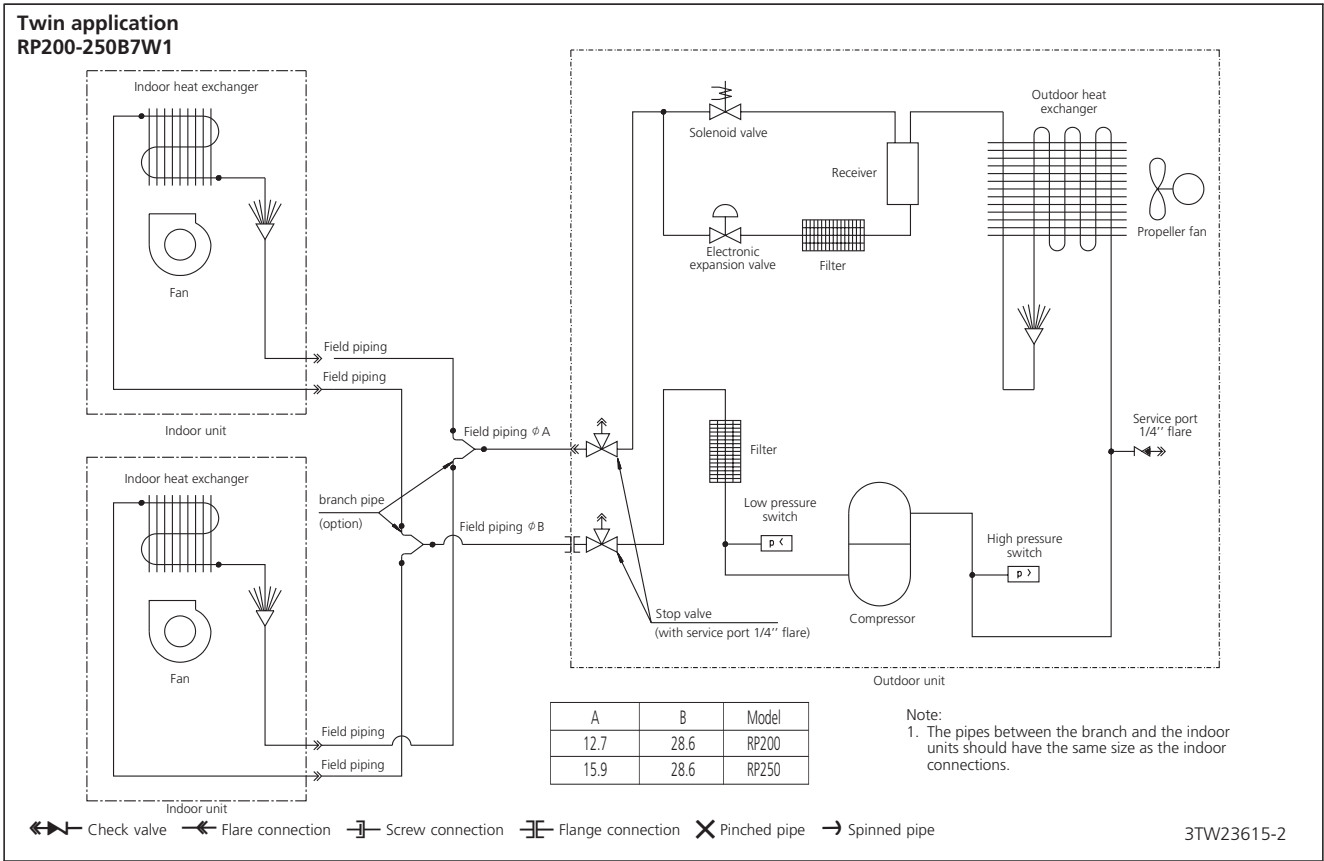 Twin application
RP200-250B7W1
Indoor heat exchanger
Fan
Field piping
Field piping
Indoor unit
Indoor heat exchanger
Fan
Field piping
Field piping
Indoor unit
branch pipe
(option)
Field piping ΦA
Field piping ΦB
Solenoid valve
Receiver
Electronic
expansion valve
Filter
Outdoor heat
exchanger
Propeller fan
Service port
1/4'' flare
Filter
Low pressure
switch
p <
Compressor
High pressure
switch
p >
Stop valve
(with service port 1/4'' flare)
Outdoor unit
A B Model
12.7 28.6 RP200
15.9 28.6 RP250
Note:
1. The pipes between the branch and the indoor
units should have the same size as the indoor
connections.
Check valve Flare connection Screw connection Flange connection Pinched pipe Spinned pipe
3TW23615-2